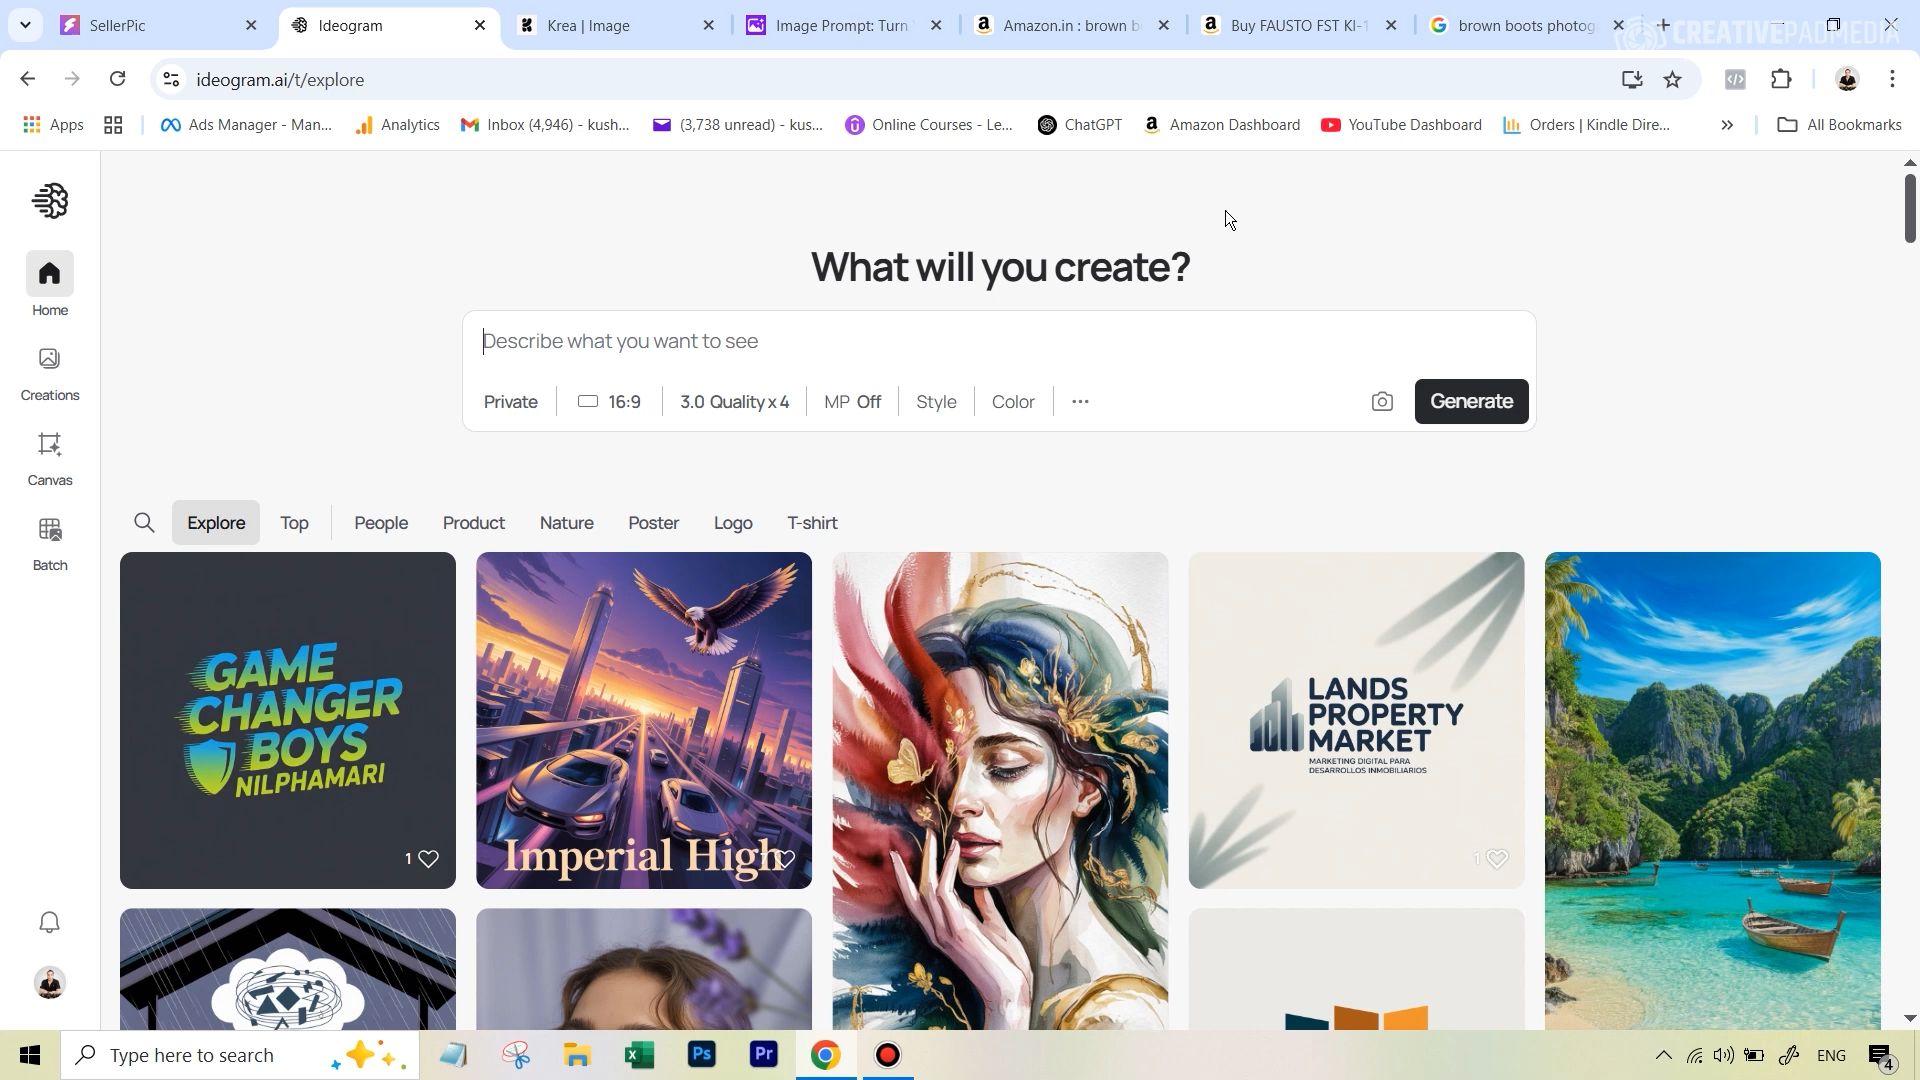 SellerPic
Ideogram
Krea | Image
Image Prompt: Turn
Amazon.in : brown b
Buy FAUSTO FST KI-1
brown boots photog
CREATIVEPADMEDIA
ideogram.ai/t/explore
Apps
Ads Manager - Man...
Analytics
Inbox (4,946) - kush...
(3,738 unread) - kus...
Online Courses - Le...
ChatGPT
Amazon Dashboard
YouTube Dashboard
Orders | Kindle Dire...
All Bookmarks
What will you create?
Describe what you want to see
Private
16:9
3.0 Quality x 4
MP Off
Style
Color
Generate
Home
Creations
Canvas
Batch
Explore
Top
People
Product
Nature
Poster
Logo
T-shirt
GAME
CHANGER
BOYS
NILPHAMARI
1
Imperial High
LANDS
PROPERTY
MARKET
MARKETING DIGITAL PARA
DESARROLLOS INMOBILIARIOS
1
Type here to search
Ps
Pr
ENG
4